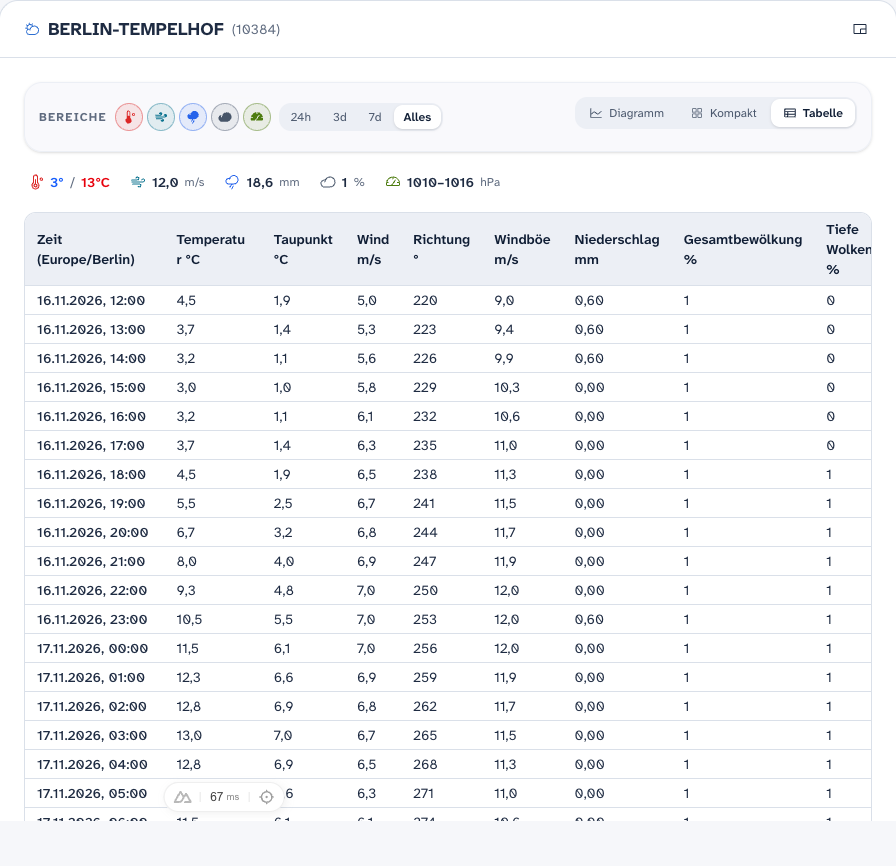 BERLIN-TEMPELHOF (10384)
BEREICHE 24h 3d 7d Alles Diagramm Kompakt Tabelle
3° / 13°C 12,0 m/s 18,6 mm 1 % 1010–1016 hPa
Zeit (Europe/Berlin) Temperatu r °C Taupunkt °C Wind m/s Richtung ° Windböe m/s Niederschlag mm Gesamtbewölkung % Tiefe Wolken %
16.11.2026, 12:00 4,5 1,9 5,0 220 9,0 0,60 1 0
16.11.2026, 13:00 3,7 1,4 5,3 223 9,4 0,60 1 0
16.11.2026, 14:00 3,2 1,1 5,6 226 9,9 0,60 1 0
16.11.2026, 15:00 3,0 1,0 5,8 229 10,3 0,00 1 0
16.11.2026, 16:00 3,2 1,1 6,1 232 10,6 0,00 1 0
16.11.2026, 17:00 3,7 1,4 6,3 235 11,0 0,00 1 0
16.11.2026, 18:00 4,5 1,9 6,5 238 11,3 0,00 1 1
16.11.2026, 19:00 5,5 2,5 6,7 241 11,5 0,00 1 1
16.11.2026, 20:00 6,7 3,2 6,8 244 11,7 0,00 1 1
16.11.2026, 21:00 8,0 4,0 6,9 247 11,9 0,00 1 1
16.11.2026, 22:00 9,3 4,8 7,0 250 12,0 0,00 1 1
16.11.2026, 23:00 10,5 5,5 7,0 253 12,0 0,60 1 1
17.11.2026, 00:00 11,5 6,1 7,0 256 12,0 0,00 1 1
17.11.2026, 01:00 12,3 6,6 6,9 259 11,9 0,00 1 1
17.11.2026, 02:00 12,8 6,9 6,8 262 11,7 0,00 1 1
17.11.2026, 03:00 13,0 7,0 6,7 265 11,5 0,00 1 1
17.11.2026, 04:00 12,8 6,9 6,5 268 11,3 0,00 1 1
17.11.2026, 05:00 6 6,3 271 11,0 0,00 1 1
67 ms